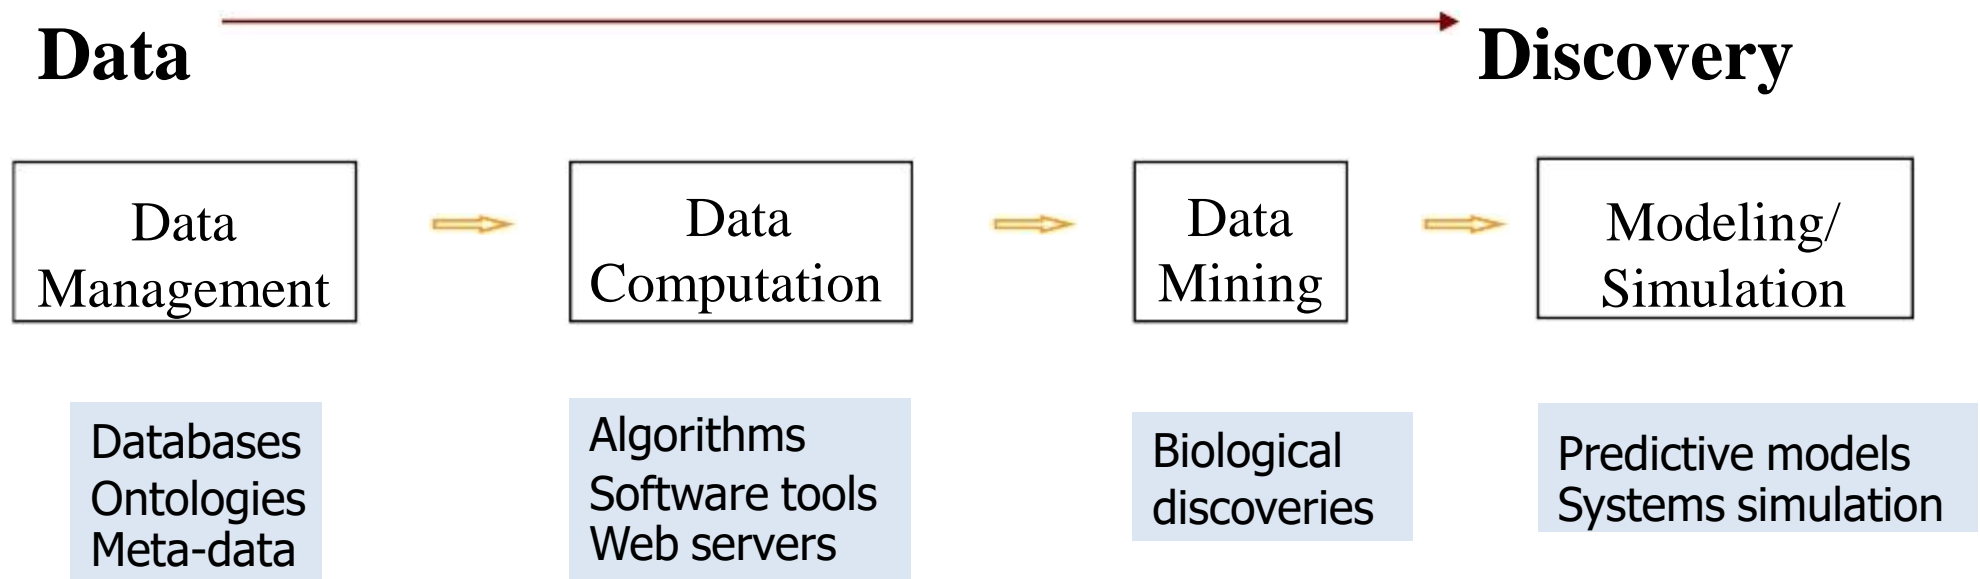 Data
Discovery
Data
Management
Data
Computation
Data
Mining
Modeling/
Simulation
Databases
Ontologies
Meta-data
Algorithms
Software tools
Web servers
Biological
discoveries
Predictive models
Systems simulation